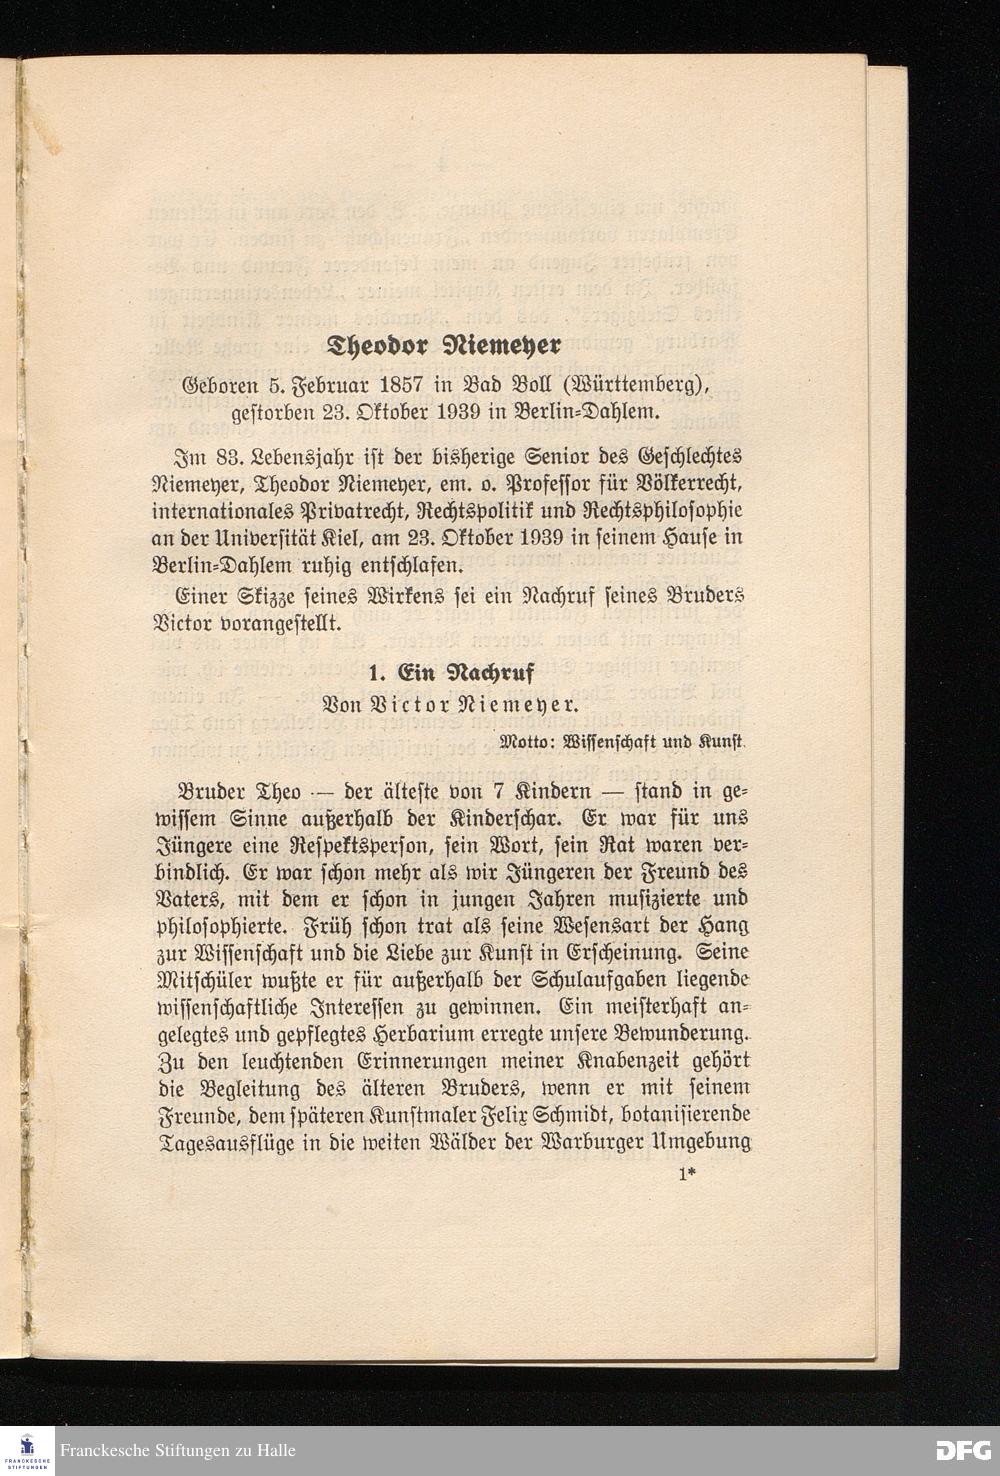 Theodor Niemeyer
Geboren 5. Februar 1857 in Bad Boll (Württemberg),
gestorben 23. Oktober 1939 in Berlin-Dahlem.
Im 83. Lebensjahr ist der bisherige Senior des Geschlechtes
Niemeyer, Theodor Niemeyer, em. o. Professor für Völkerrecht,
internationales Privatrecht, Rechtspolitik und Rechtsphilosophie
an der Universität Kiel, am 23. Oktober 1939 in seinem Hause in
Berlin-Dahlem ruhig entschlafen.
Einer Skizze seines Wirkens sei ein Nachruf seines Bruders
Victor vorangestellt.
1. Ein Nachruf
Von Victor Niemeyer.
Motto: Wissenschaft und Kunst.
Bruder Theo — der älteste von 7 Kindern — stand in ge-
wissem Sinne außerhalb der Kinderschar. Er war für uns
Jüngere eine Respektsperson, sein Wort, sein Rat waren ver-
bindlich. Er war schon mehr als wir Jüngeren der Freund des
Vaters, mit dem er schon in jungen Jahren musizierte und
philosophierte. Früh schon trat als seine Wesensart der Hang
zur Wissenschaft und die Liebe zur Kunst in Erscheinung. Seine
Mitschüler wußte er für außerhalb der Schulaufgaben liegende
wissenschaftliche Interessen zu gewinnen. Ein meisterhaft an-
gelegtes und gepflegtes Herbarium erregte unsere Bewunderung.
Zu den leuchtenden Erinnerungen meiner Knabenzeit gehört
die Begleitung des älteren Bruders, wenn er mit seinem
Freunde, dem späteren Kunstmaler Felix Schmidt, botanisierende
Tagesausflüge in die weiten Wälder der Warburger Umgebung
1*
FRANCKESCHE
STIFTUNGEN
Franckesche Stiftungen zu Halle
DFG